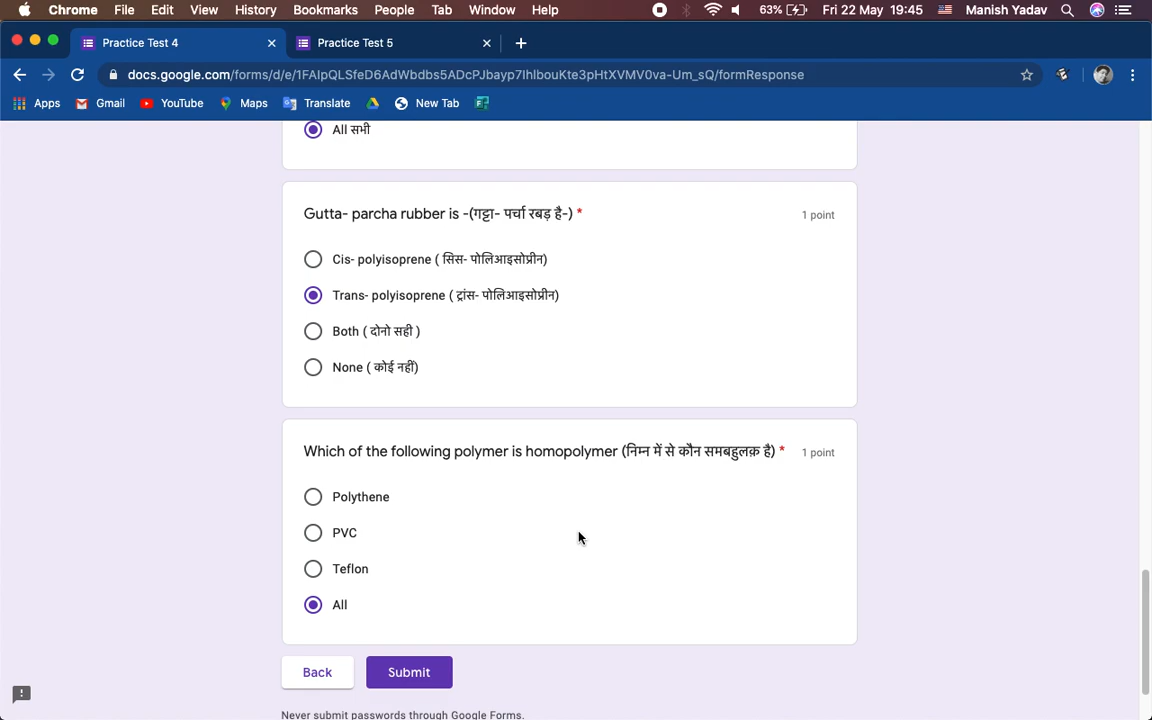 Chrome File Edit View History Bookmarks People Tab Window Help 63% Fri 22 May 19:45 Manish Yadav
Practice Test 4 Practice Test 5
docs.google.com/forms/d/e/1FAIpQLSfeD6AdWbdbs5ADcPJbayp7IhlbouKte3pHtXVMV0va-Um_sQ/formResponse
Apps Gmail YouTube Maps Translate New Tab
All सभी
Gutta- parcha rubber is -(गट्टा- पर्चा रबड़ है-) * 1 point
Cis- polyisoprene ( सिस- पोलिआइसोप्रीन)
Trans- polyisoprene ( ट्रांस- पोलिआइसोप्रीन)
Both ( दोनो सही )
None ( कोई नहीं)
Which of the following polymer is homopolymer (निम्न में से कौन समबहुलक़ है) * 1 point
Polythene
PVC
Teflon
All
Back Submit
Never submit passwords through Google Forms.